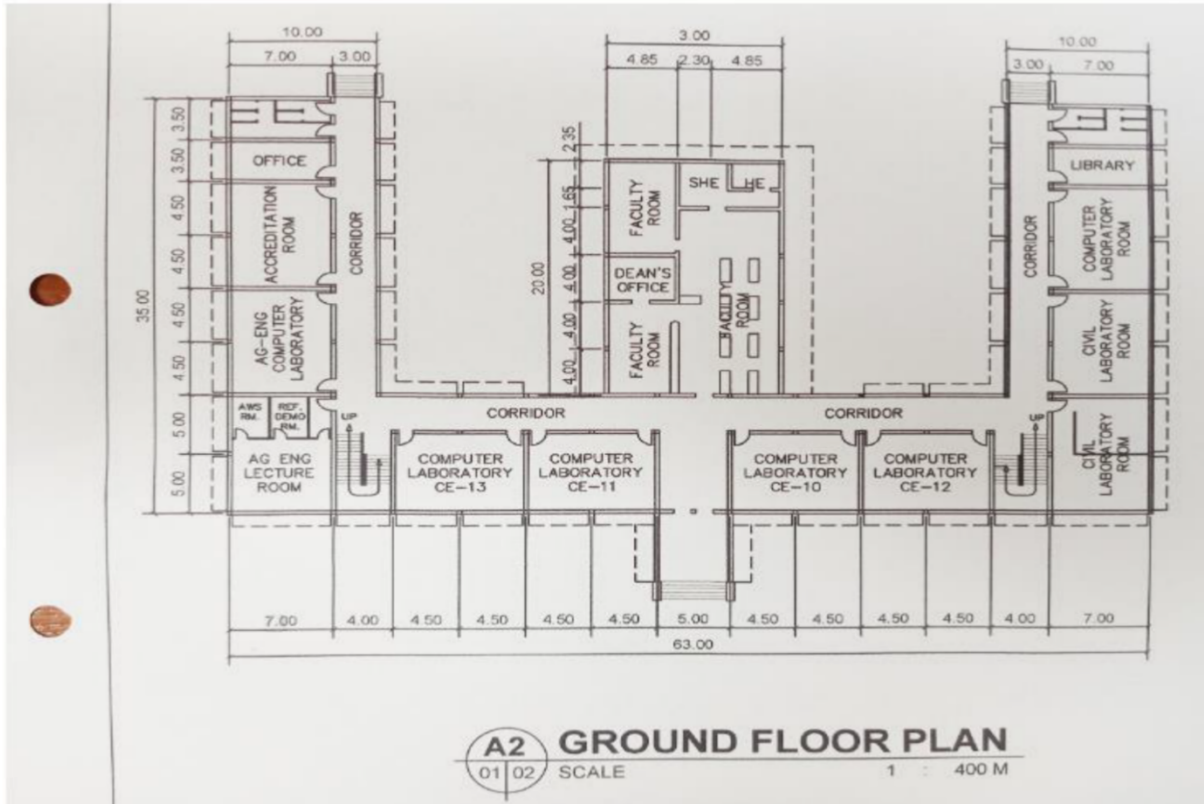 10.00
3.00
10.00
7.00 3.00
4.85 2.30 4.85
3.00 7.00
35.00
3.50
3.50
4.50
4.50
4.50
4.50
5.00
5.00
OFFICE
ACCREDITATION
ROOM
CORRIDOR
AG-ENG
COMPUTER
LABORATORY
AWS
RM.
REF.
DEMO
RM.
UP
AG ENG
LECTURE
ROOM
2.35
1.65
4.00
4.00
4.00
4.00
20.00
FACULTY
ROOM
SHE
HE
DEAN'S
OFFICE
FACULTY
ROOM
FACULTY
ROOM
CORRIDOR
LIBRARY
COMPUTER
LABORATORY
ROOM
CIVIL
LABORATORY
ROOM
CIVIL
LABORATORY
ROOM
CORRIDOR
CORRIDOR
UP
COMPUTER
LABORATORY
CE-13
COMPUTER
LABORATORY
CE-11
COMPUTER
LABORATORY
CE-10
COMPUTER
LABORATORY
CE-12
7.00 4.00 4.50 4.50 4.50 4.50 5.00 4.50 4.50 4.50 4.50 4.00 7.00
63.00
A2
01 02
GROUND FLOOR PLAN
SCALE 1 : 400 M